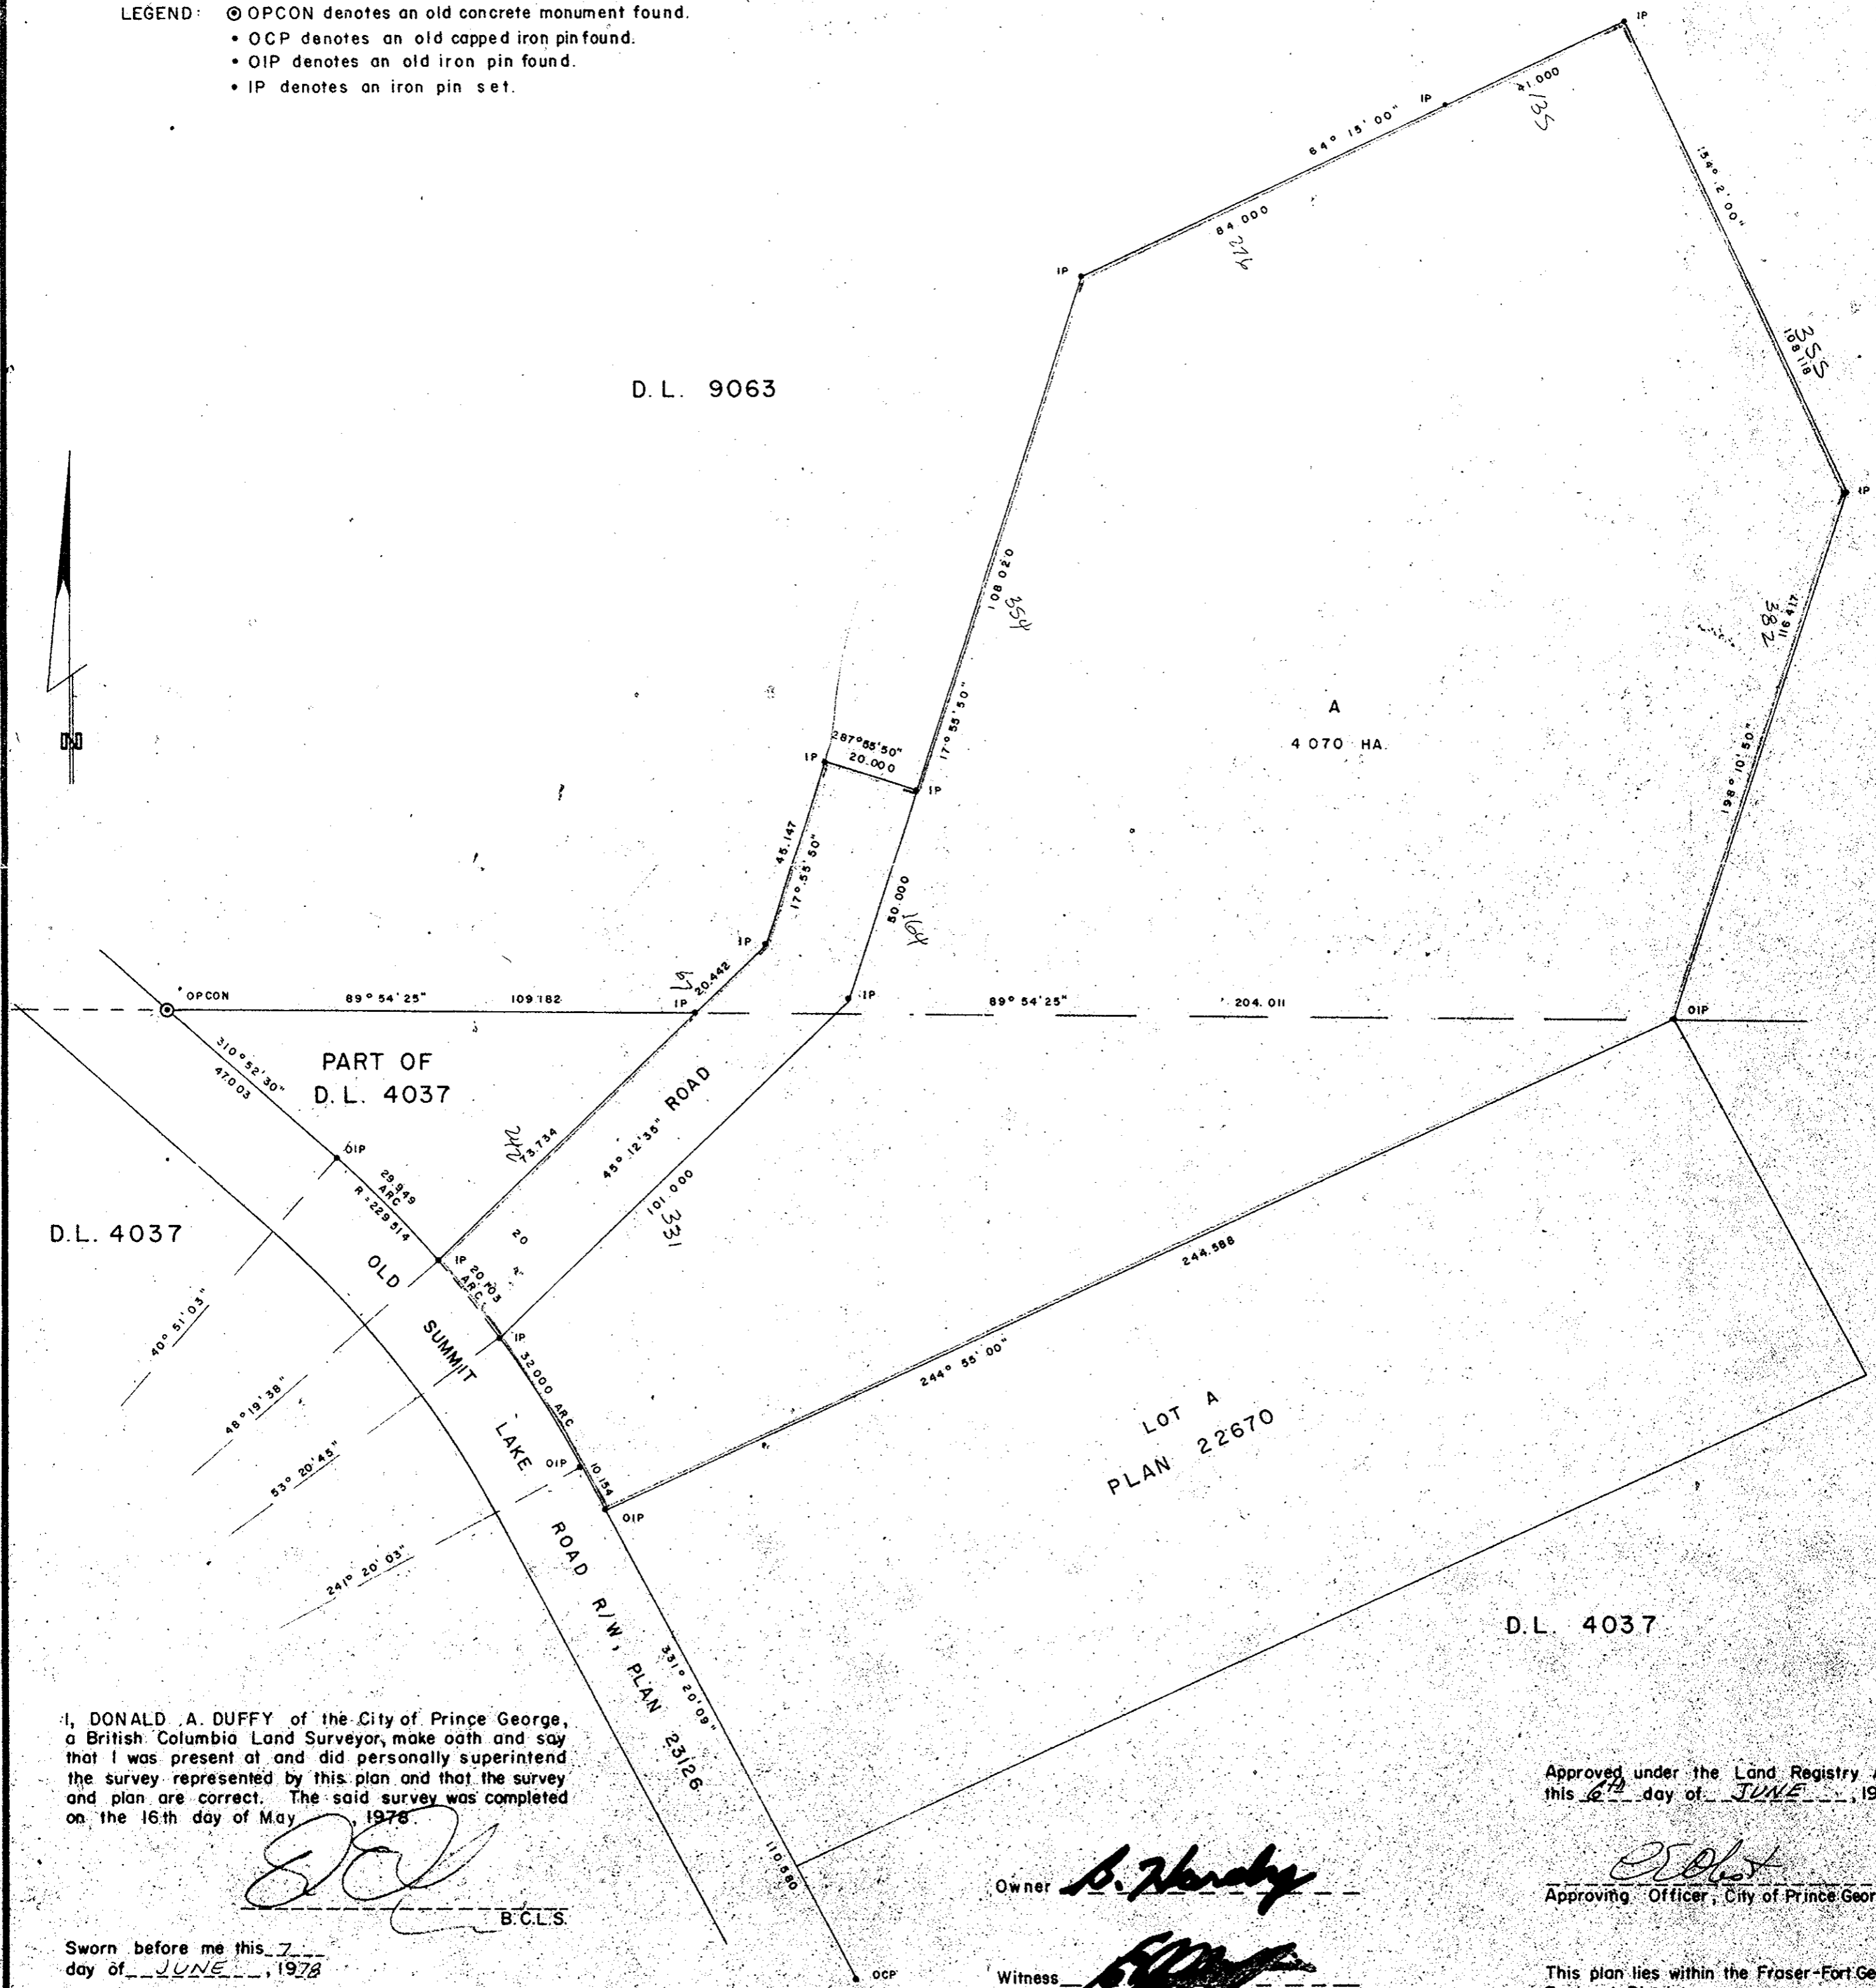 LEGEND: ⊙ OPCON denotes an old concrete monument found.
• OCP denotes an old capped iron pin found.
• OIP denotes an old iron pin found.
• IP denotes an iron pin set.
IP
41.000
135
IP
64° 15' 00"
84.000
276
IP
154° 2' 00"
355
108 118
IP
D.L. 9063
108 020
354
17° 55' 50"
382
116 417
198° 10' 50"
A
4 070 HA.
N
287° 55' 50"
20.000
IP
IP
45.147
17° 55' 50"
50.000
164
IP
20.442
67
IP
IP
OPCON
89° 54' 25"
109.182
89° 54' 25"
204.011
OIP
310° 52' 30"
47.003
PART OF
D.L. 4037
ROAD
45° 12' 35"
73.734
242
101.000
331
20
OIP
29.949
ARC
R = 229 514
IP
ARC
IP
D.L. 4037
OLD
SUMMIT
LAKE
ROAD R/W, PLAN 23126
32.000 ARC
OIP
10.154
OIP
40° 51' 03"
48° 19' 38"
53° 20' 45"
241° 20' 03"
244.588
244° 55' 00"
LOT A
PLAN 22670
D.L. 4037
331° 20' 09"
110.580
OCP
I, DONALD A. DUFFY of the City of Prince George,
a British Columbia Land Surveyor, make oath and say
that I was present at and did personally superintend
the survey represented by this plan and that the survey
and plan are correct. The said survey was completed
on the 16th day of May, 1978.
B.C.L.S.
Sworn before me this 7
day of JUNE, 1978
Owner B. Hardy
Witness
Approved under the Land Registry
this 6th day of JUNE, 19
Approving Officer, City of Prince Geor
This plan lies within the Fraser-Fort G